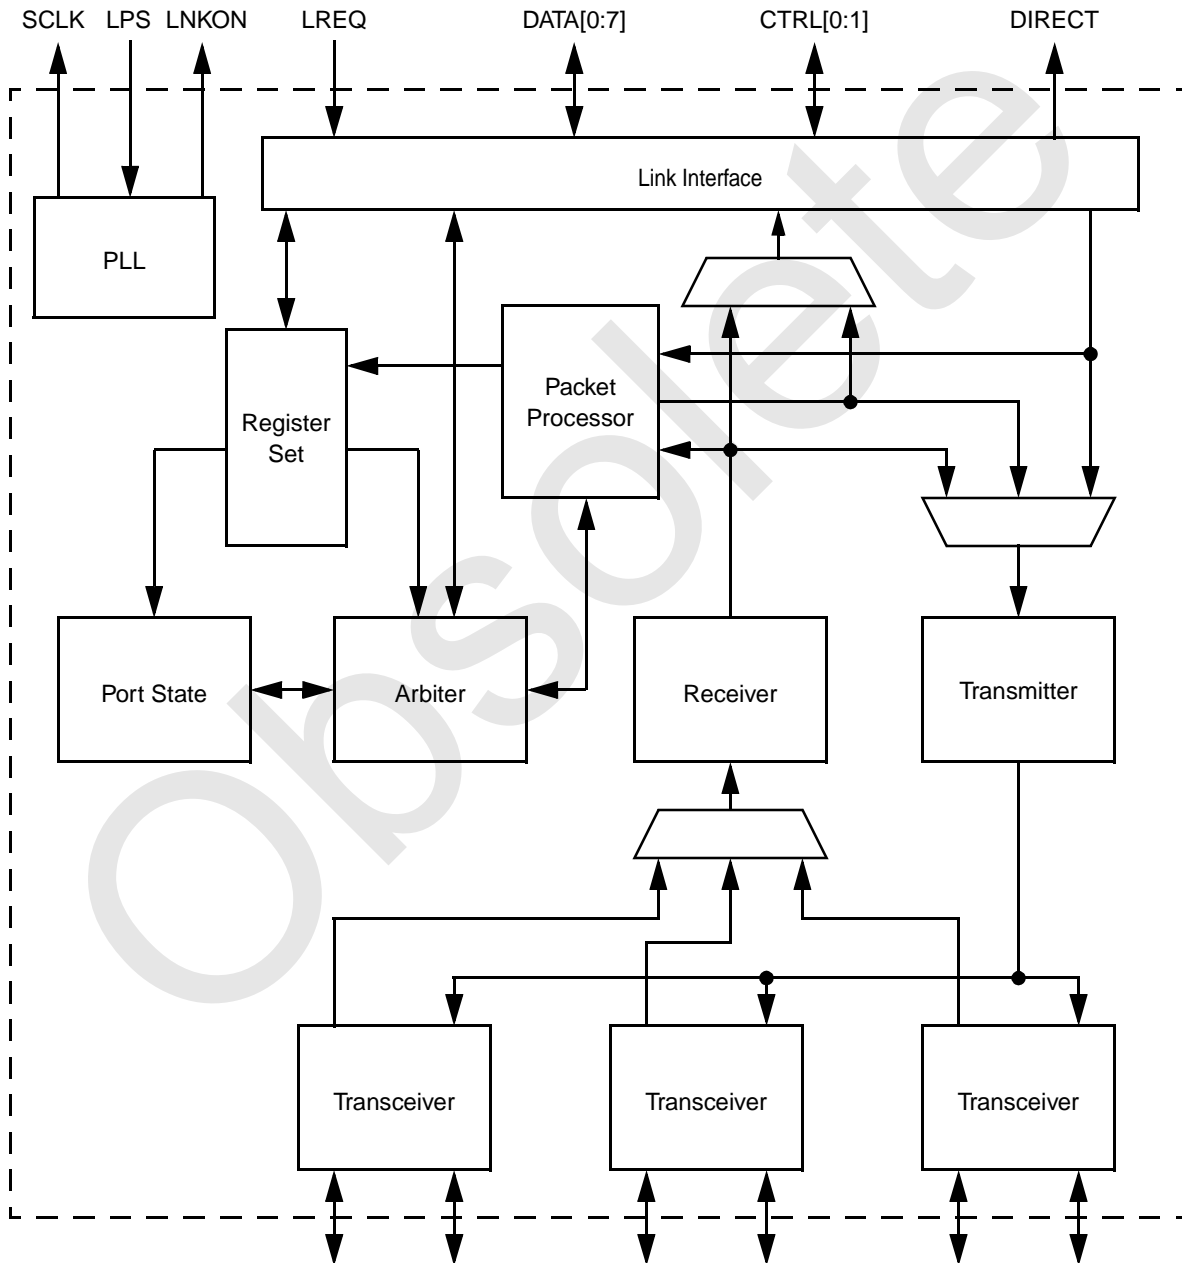 SCLK LPS LNKON LREQ DATA[0:7] CTRL[0:1] DIRECT
Link Interface
PLL
Packet
Processor
Register
Set
Port State
Arbiter
Receiver
Transmitter
Transceiver
Transceiver
Transceiver
Obsolete